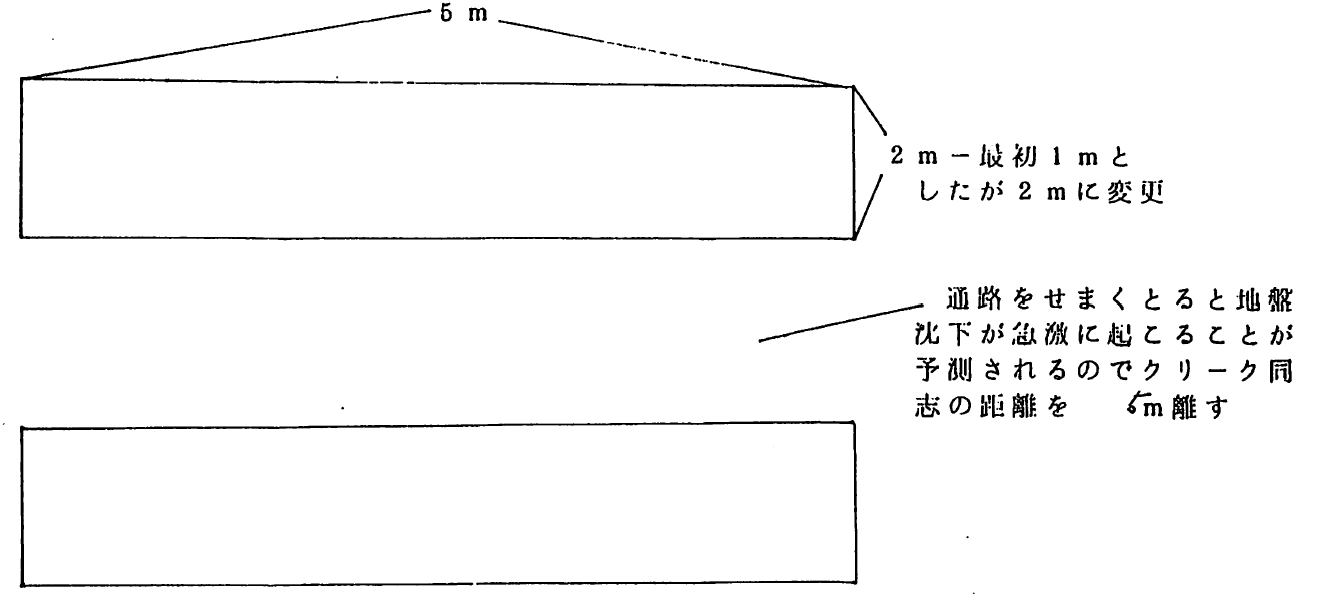 5 m
2 m－最初1 mと
したが2 mに変更
通路をせまくとると地盤
沈下が急激に起こることが
予測されるのでクリーク同
志の距離を　5m離す